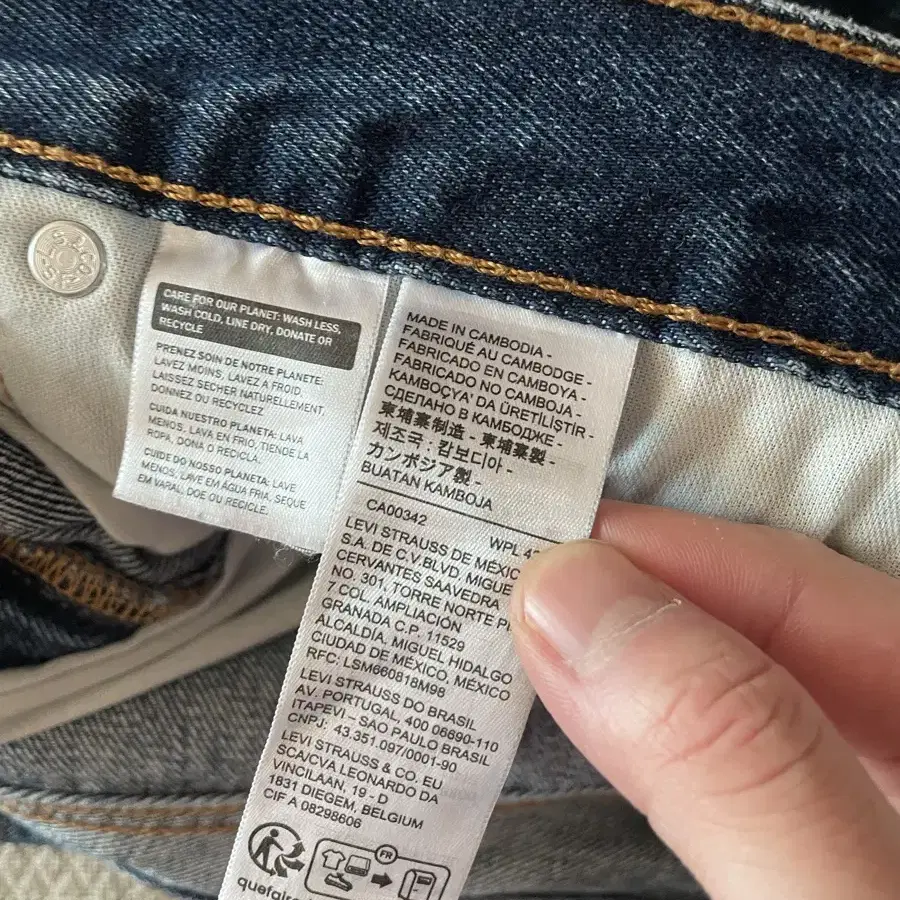 CARE FOR OUR PLANET: WASH LESS,
WASH COLD, LINE DRY, DONATE OR
RECYCLE
PRENEZ SOIN DE NOTRE PLANETE:
LAVEZ MOINS, LAVEZ A FROID,
LAISSEZ SECHER NATURELLEMENT,
DONNEZ OU RECYCLEZ
CUIDA NUESTRO PLANETA: LAVA
MENOS, LAVA EN FRIO, TIENDE LA
ROPA, DONA O RECICLA.
CUIDE DO NOSSO PLANETA: LAVE
MENOS, LAVE EM ÁGUA FRIA, SEQUE
EM VARAL, DOE OU RECICLE.
MADE IN CAMBODIA -
FABRIQUÉ AU CAMBODGE -
FABRICADO EN CAMBOYA -
FABRICADO NO CAMBOJA -
KAMBOÇYA' DA ÜRETİLİŞTİR -
СДЕЛАНО В КАМБОДЖЕ -
柬埔寨制造 - 柬埔寨製 -
제조국 : 캄보디아 -
カンボジア製 -
BUATAN KAMBOJA
CA00342 WPL
LEVI STRAUSS DE MEXICO
S.A. DE C.V. BLVD. MIGUE
CERVANTES SAAVEDRA
NO. 301, TORRE NORTE P
7 COL. AMPLIACIÓN
GRANADA C.P. 11529
ALCALDÍA. MIGUEL HIDALGO
CIUDAD DE MÉXICO, MÉXICO
RFC: LSM660818M98
LEVI STRAUSS DO BRASIL
AV. PORTUGAL, 400 06690-110
ITAPEVI – SAO PAULO BRASIL
CNPJ: 43.351.097/0001-90
LEVI STRAUSS & CO. EU
SCA/CVA LEONARDO DA
VINCILAAN, 19 - D
1831 DIEGEM, BELGIUM
CIF A 08298606
FR